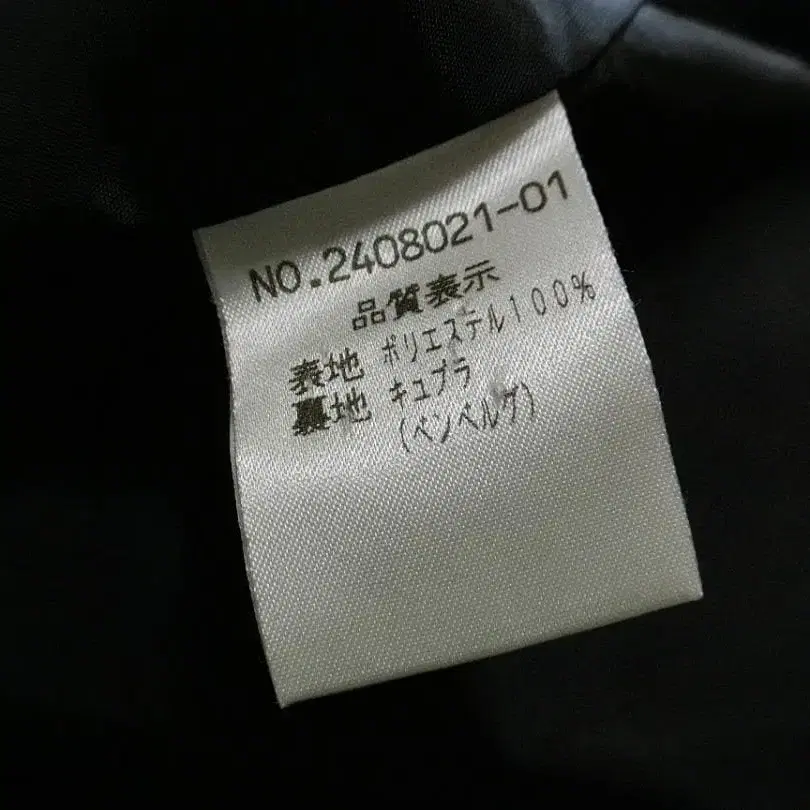 NO.2408021-01
品質表示
表地 ポリエステル100%
裏地 キュプラ
(ベンベルグ)